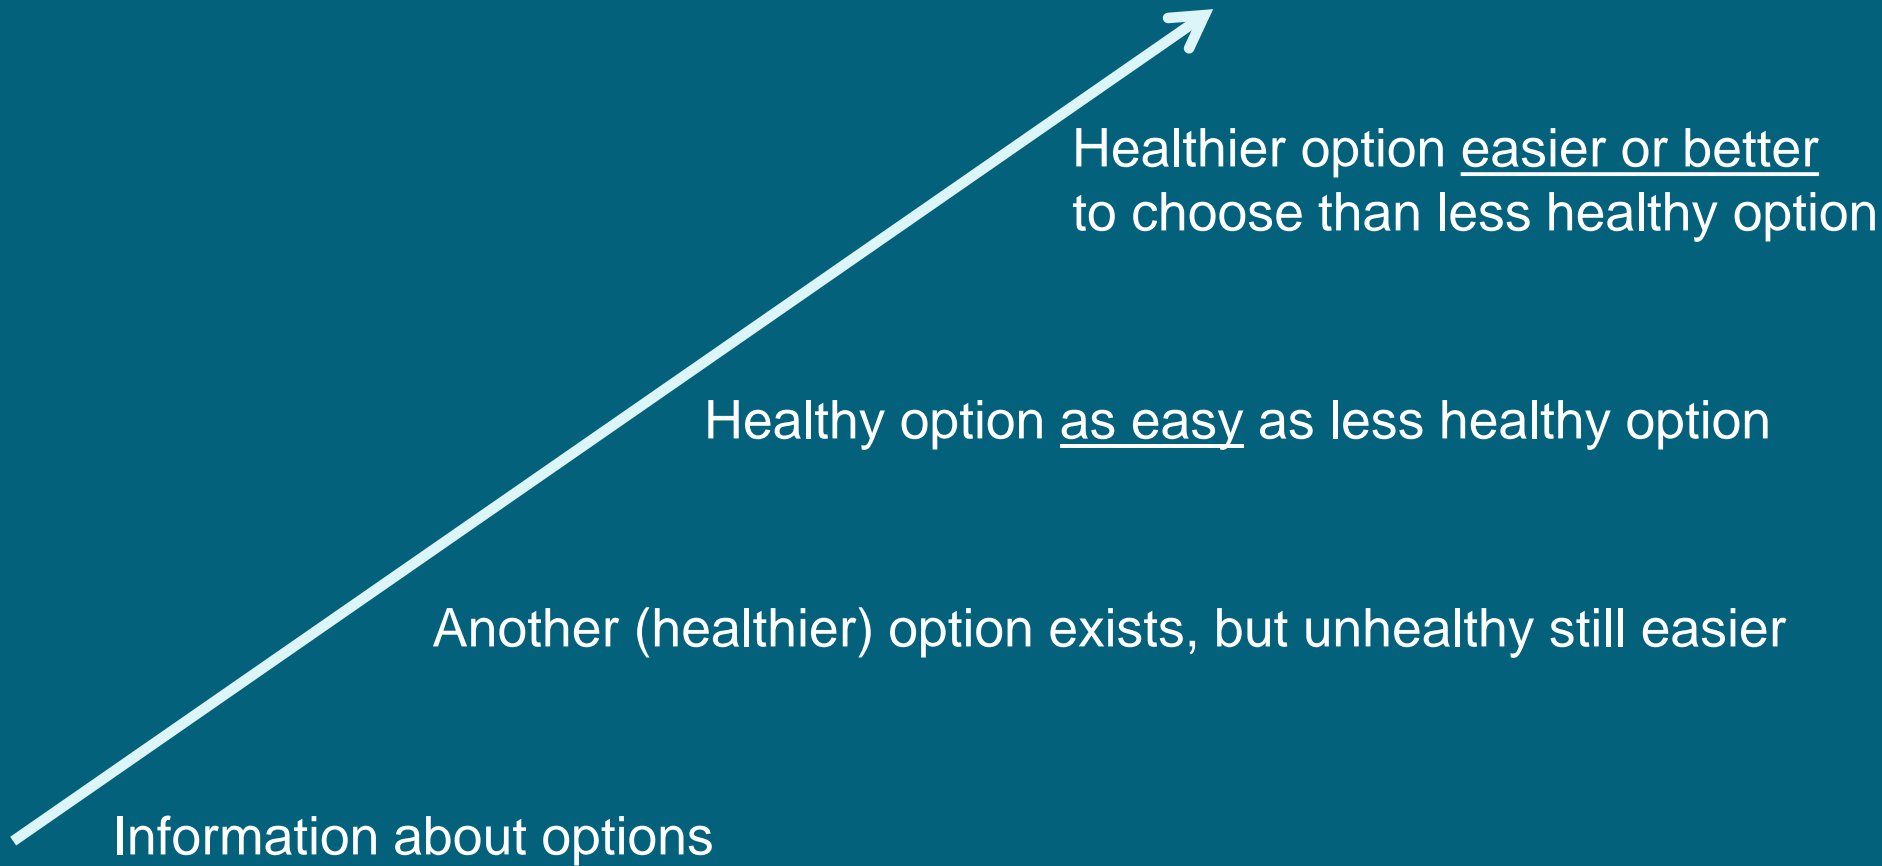 Healthier option easier or better
to choose than less healthy option
Healthy option as easy as less healthy option
Another (healthier) option exists, but unhealthy still easier
Information about options